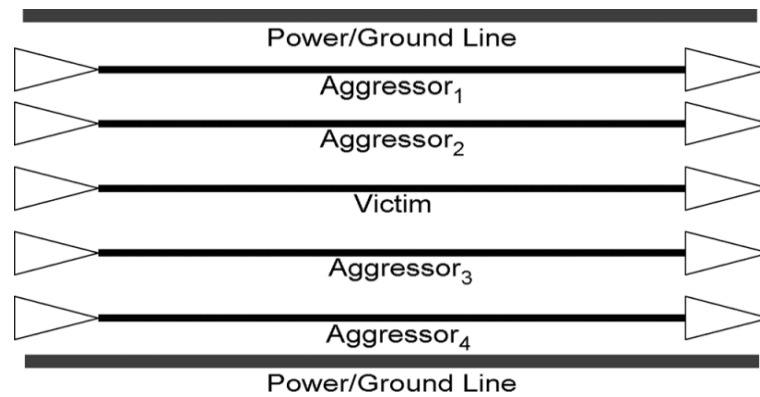 Power/Ground Line
Aggressor₁
Aggressor₂
Victim
Aggressor₃
Aggressor₄
Power/Ground Line